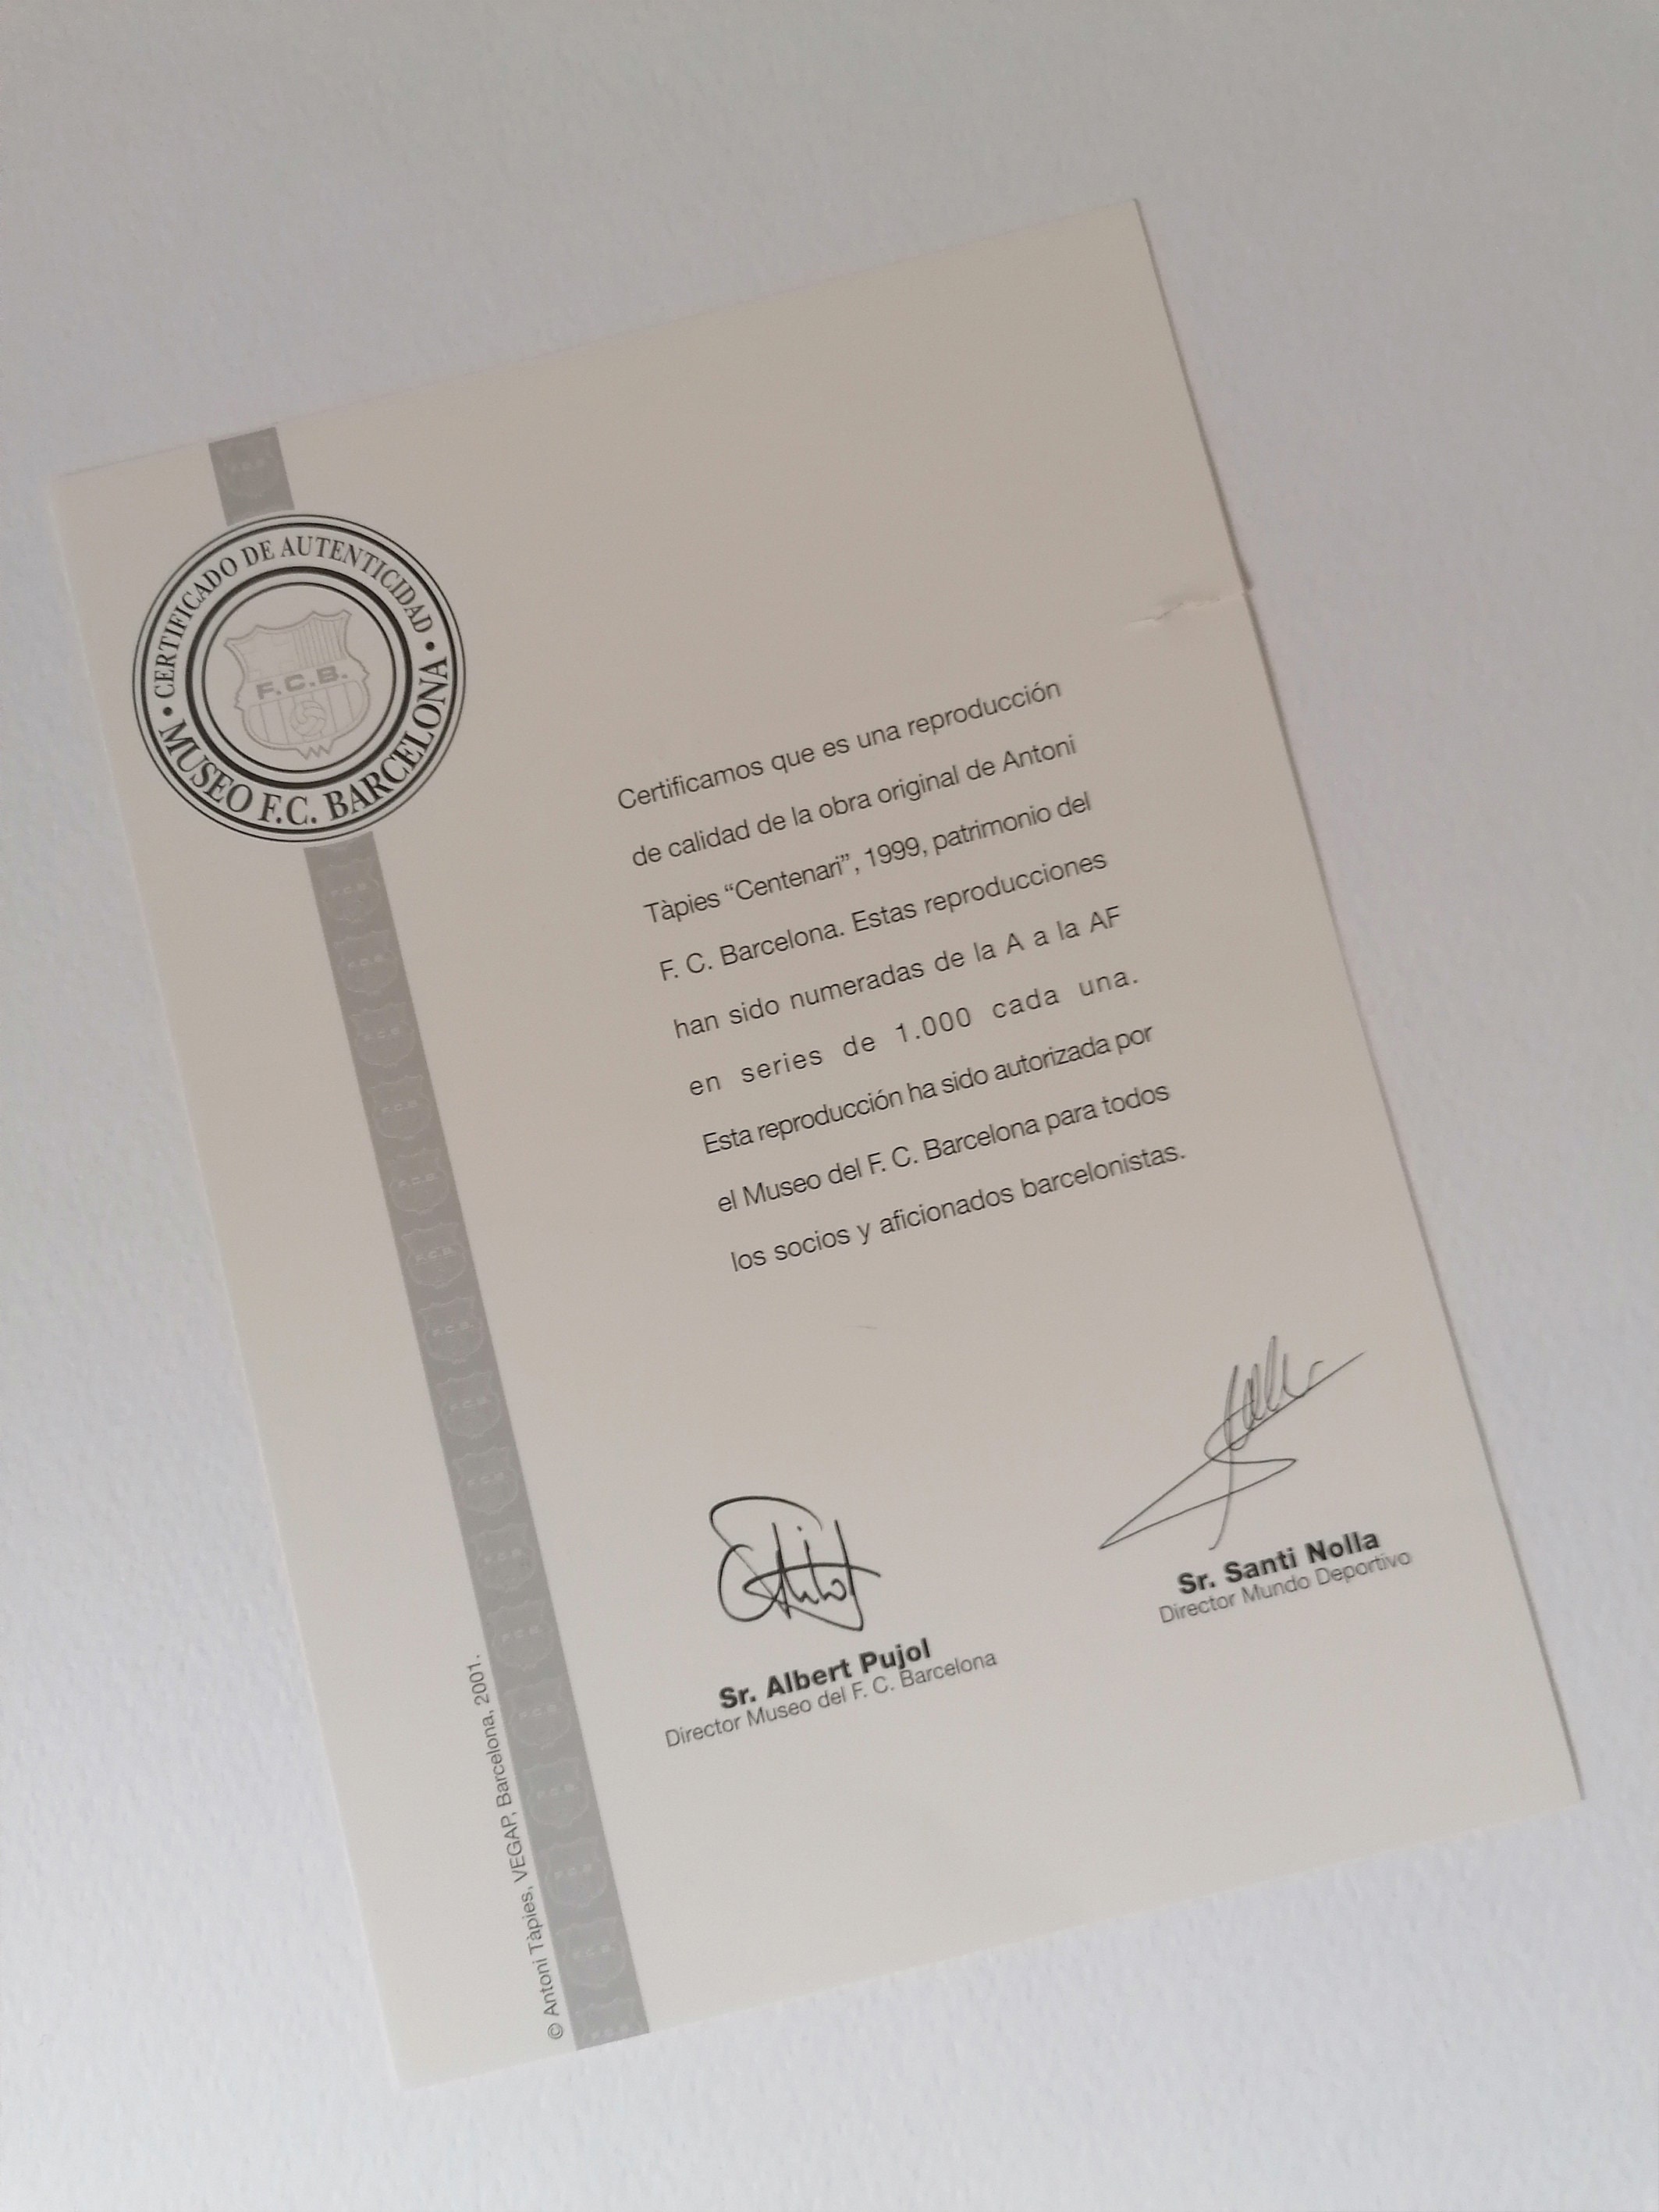 • CERTIFICADO DE AUTENTICIDAD •
MUSEO F.C. BARCELONA
F.C.B.
Certificamos que es una reproducción
de calidad de la obra original de Antoni
Tàpies “Centenari”, 1999, patrimonio del
F. C. Barcelona. Estas reproducciones
han sido numeradas de la A a la AF
en series de 1.000 cada una.
Esta reproducción ha sido autorizada por
el Museo del F. C. Barcelona para todos
los socios y aficionados barcelonistas.
Sr. Albert Pujol
Director Museo del F. C. Barcelona
Sr. Santi Nolla
Director Mundo Deportivo
© Antoni Tàpies, VEGAP, Barcelona, 2001.